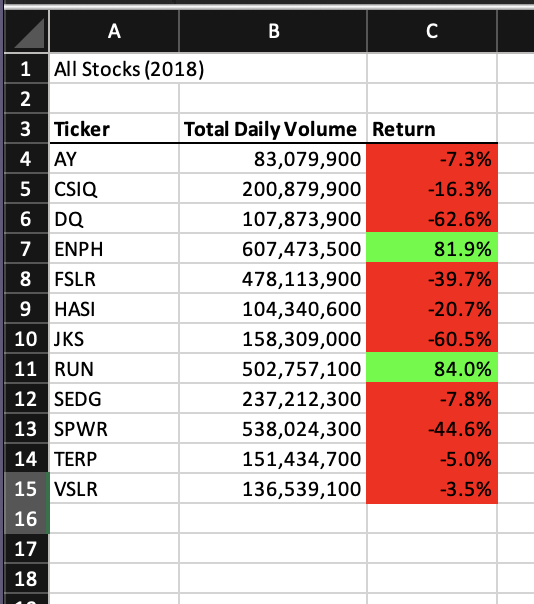 A B C
1 All Stocks (2018)
2
3 Ticker Total Daily Volume Return
4 AY 83,079,900 -7.3%
5 CSIQ 200,879,900 -16.3%
6 DQ 107,873,900 -62.6%
7 ENPH 607,473,500 81.9%
8 FSLR 478,113,900 -39.7%
9 HASI 104,340,600 -20.7%
10 JKS 158,309,000 -60.5%
11 RUN 502,757,100 84.0%
12 SEDG 237,212,300 -7.8%
13 SPWR 538,024,300 -44.6%
14 TERP 151,434,700 -5.0%
15 VSLR 136,539,100 -3.5%
16
17
18